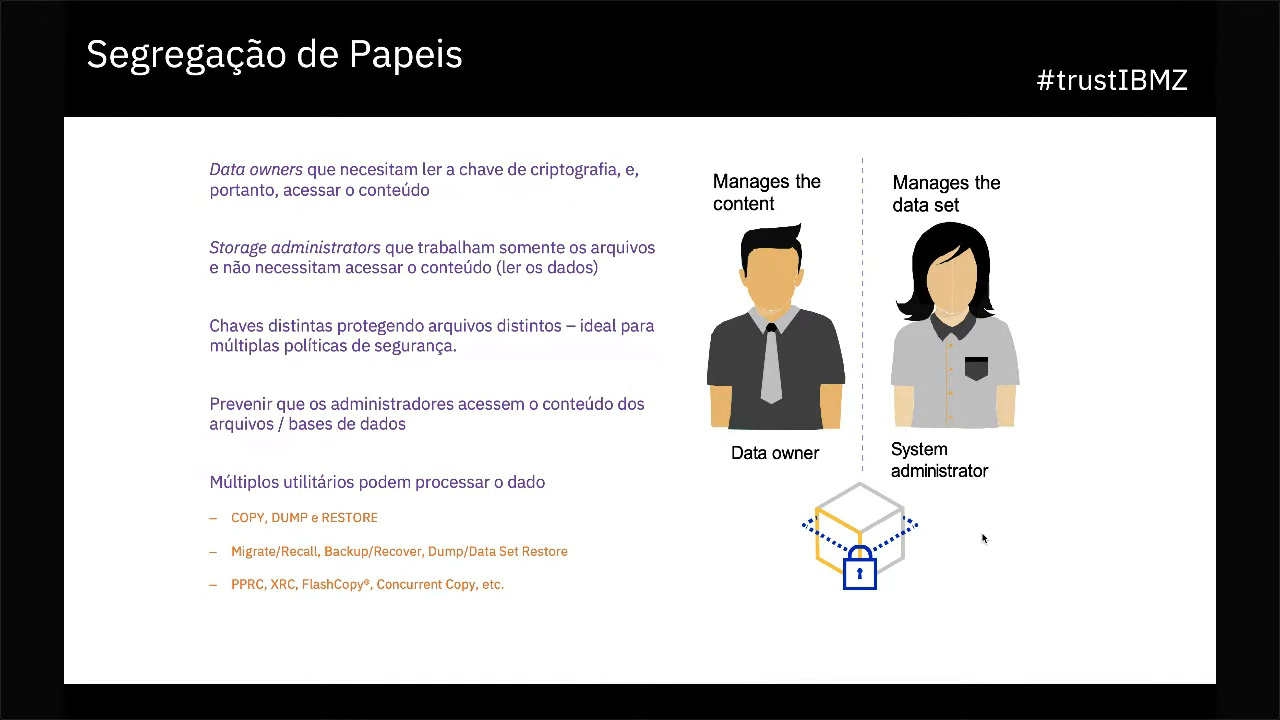 Segregação de Papeis
#trustIBMZ
Data owners que necesitam ler a chave de criptografia, e,
portanto, acessar o conteúdo
Storage administrators que trabalham somente os arquivos
e não necessitam acessar o conteúdo (ler os dados)
Chaves distintas protegendo arquivos distintos – ideal para
múltiplas políticas de segurança.
Prevenir que os administradores acessem o conteúdo dos
arquivos / bases de dados
Múltiplos utilitários podem processar o dado
– COPY, DUMP e RESTORE
– Migrate/Recall, Backup/Recover, Dump/Data Set Restore
– PPRC, XRC, FlashCopy®, Concurrent Copy, etc.
Manages the
content
Data owner
Manages the
data set
System
administrator